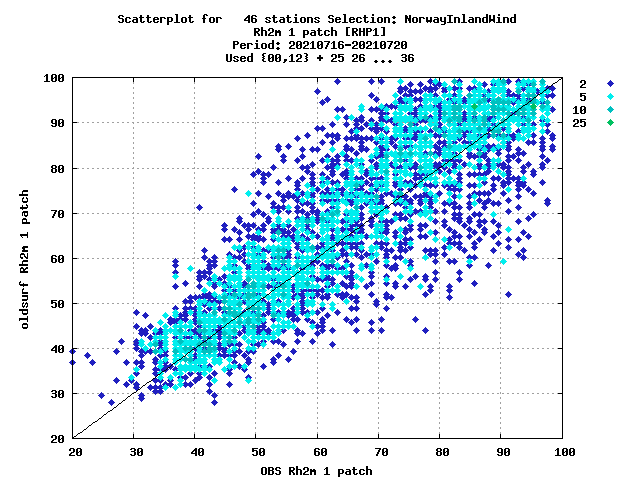 Scatterplot for   46 stations Selection: NorwayInlandWind
Rh2m 1 patch [RHP1]
Period: 20210716-20210720
Used {00,12} + 25 26 ... 36
100
90
80
70
60
50
40
30
20
2
5
10
25
oldsurf Rh2m 1 patch
20 30 40 50 60 70 80 90 100
OBS Rh2m 1 patch